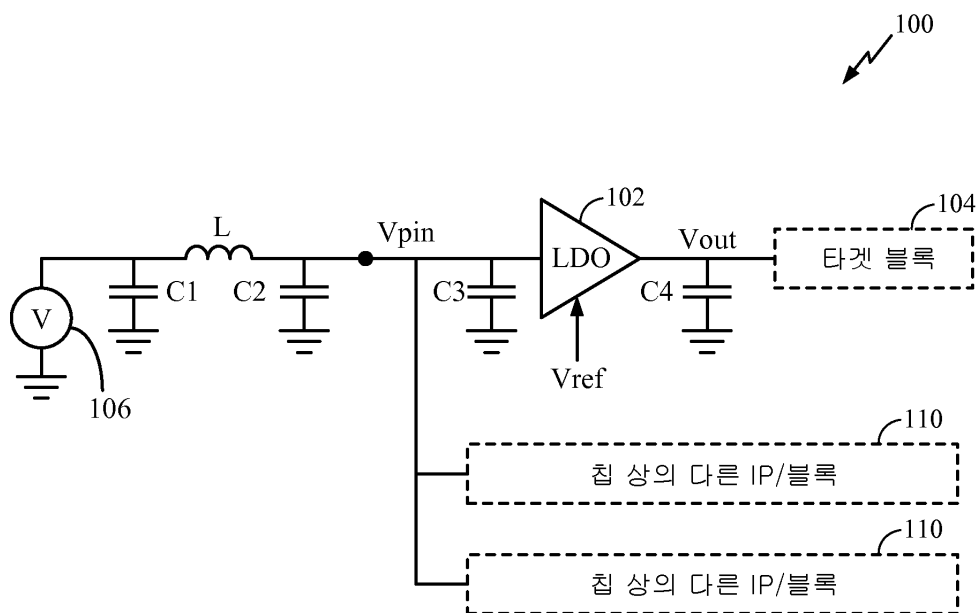 100
102
104
L
Vpin
LDO
Vout
타겟 블록
C1
C2
C3
C4
V
Vref
106
110
칩 상의 다른 IP/블록
110
칩 상의 다른 IP/블록